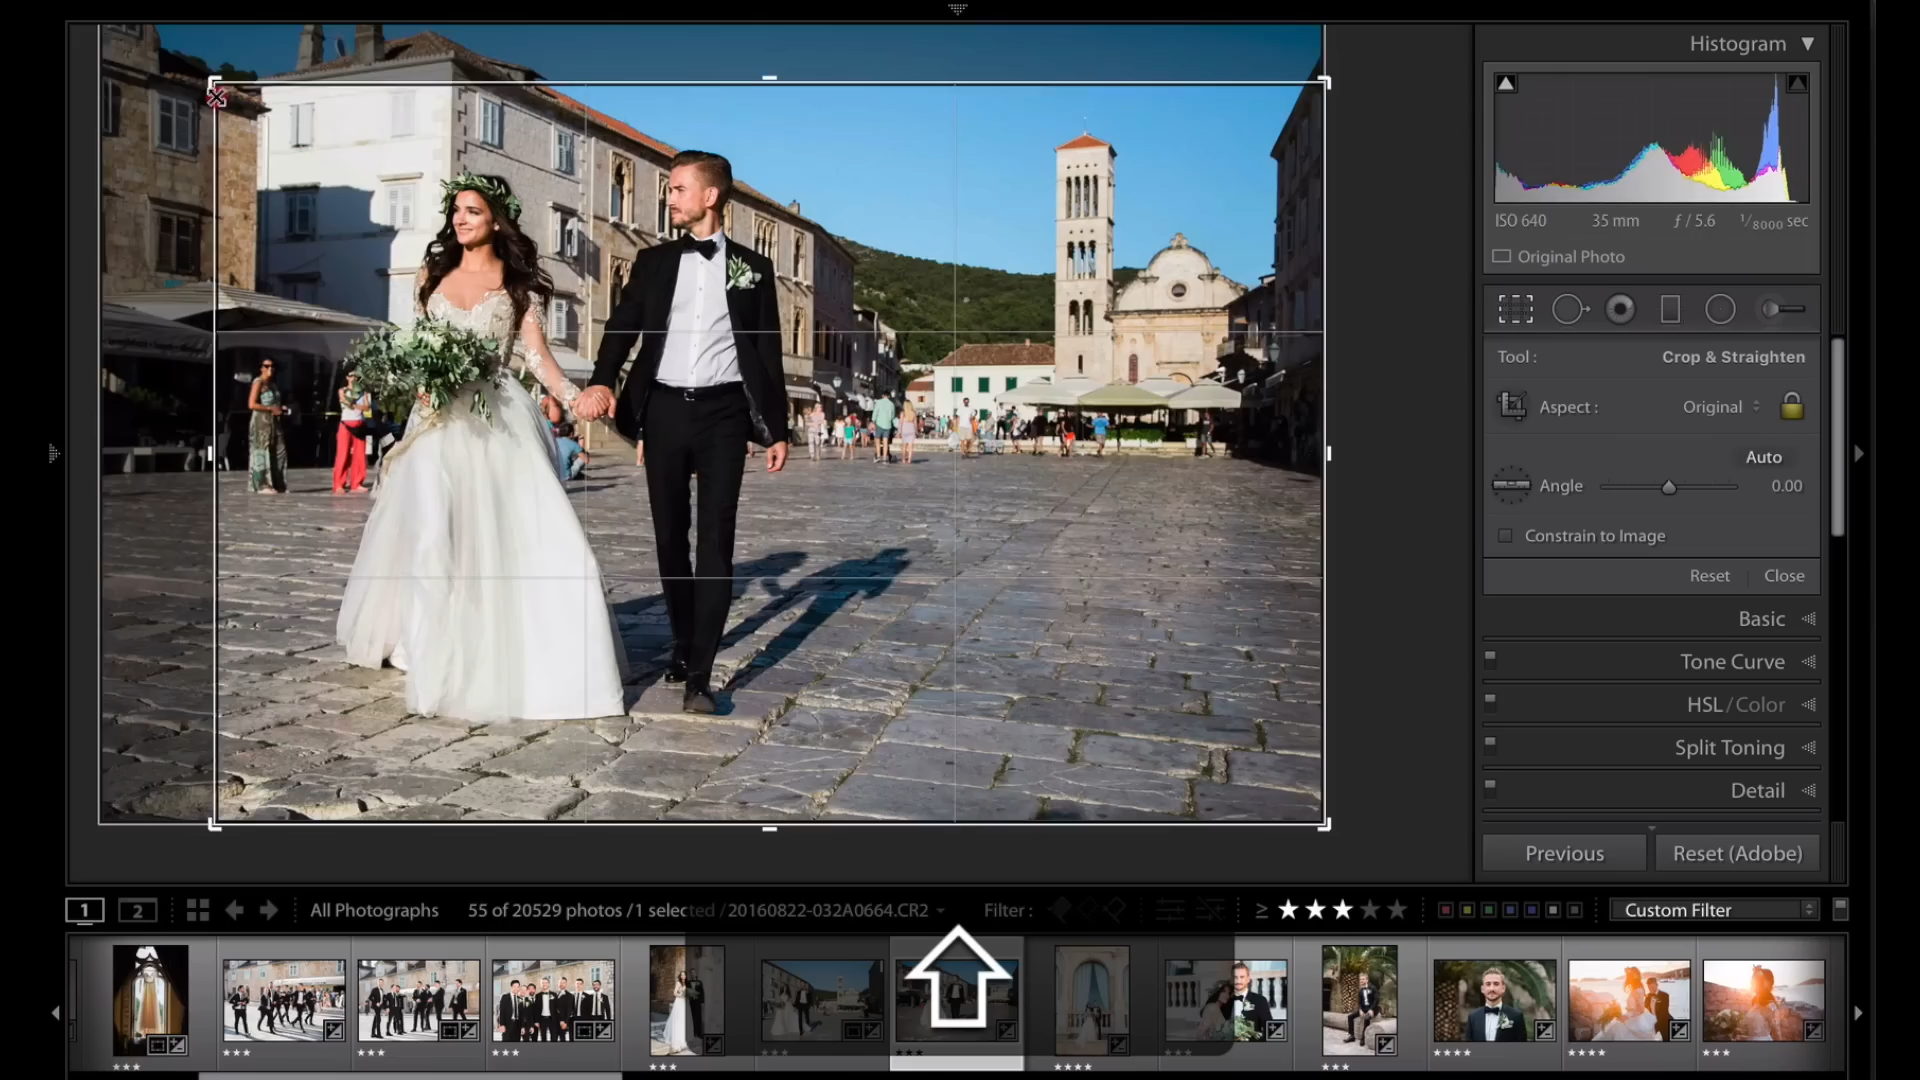 Histogram
ISO 640 35 mm ƒ / 5.6 1/8000 sec
Original Photo
Tool : Crop & Straighten
Aspect : Original
Auto
Angle 0.00
Constrain to Image
Reset Close
Basic
Tone Curve
HSL / Color
Split Toning
Detail
Previous Reset (Adobe)
1 2 All Photographs 55 of 20529 photos /1 selected /20160822-032A0664.CR2 Filter : ≥ ★★★★★ Custom Filter